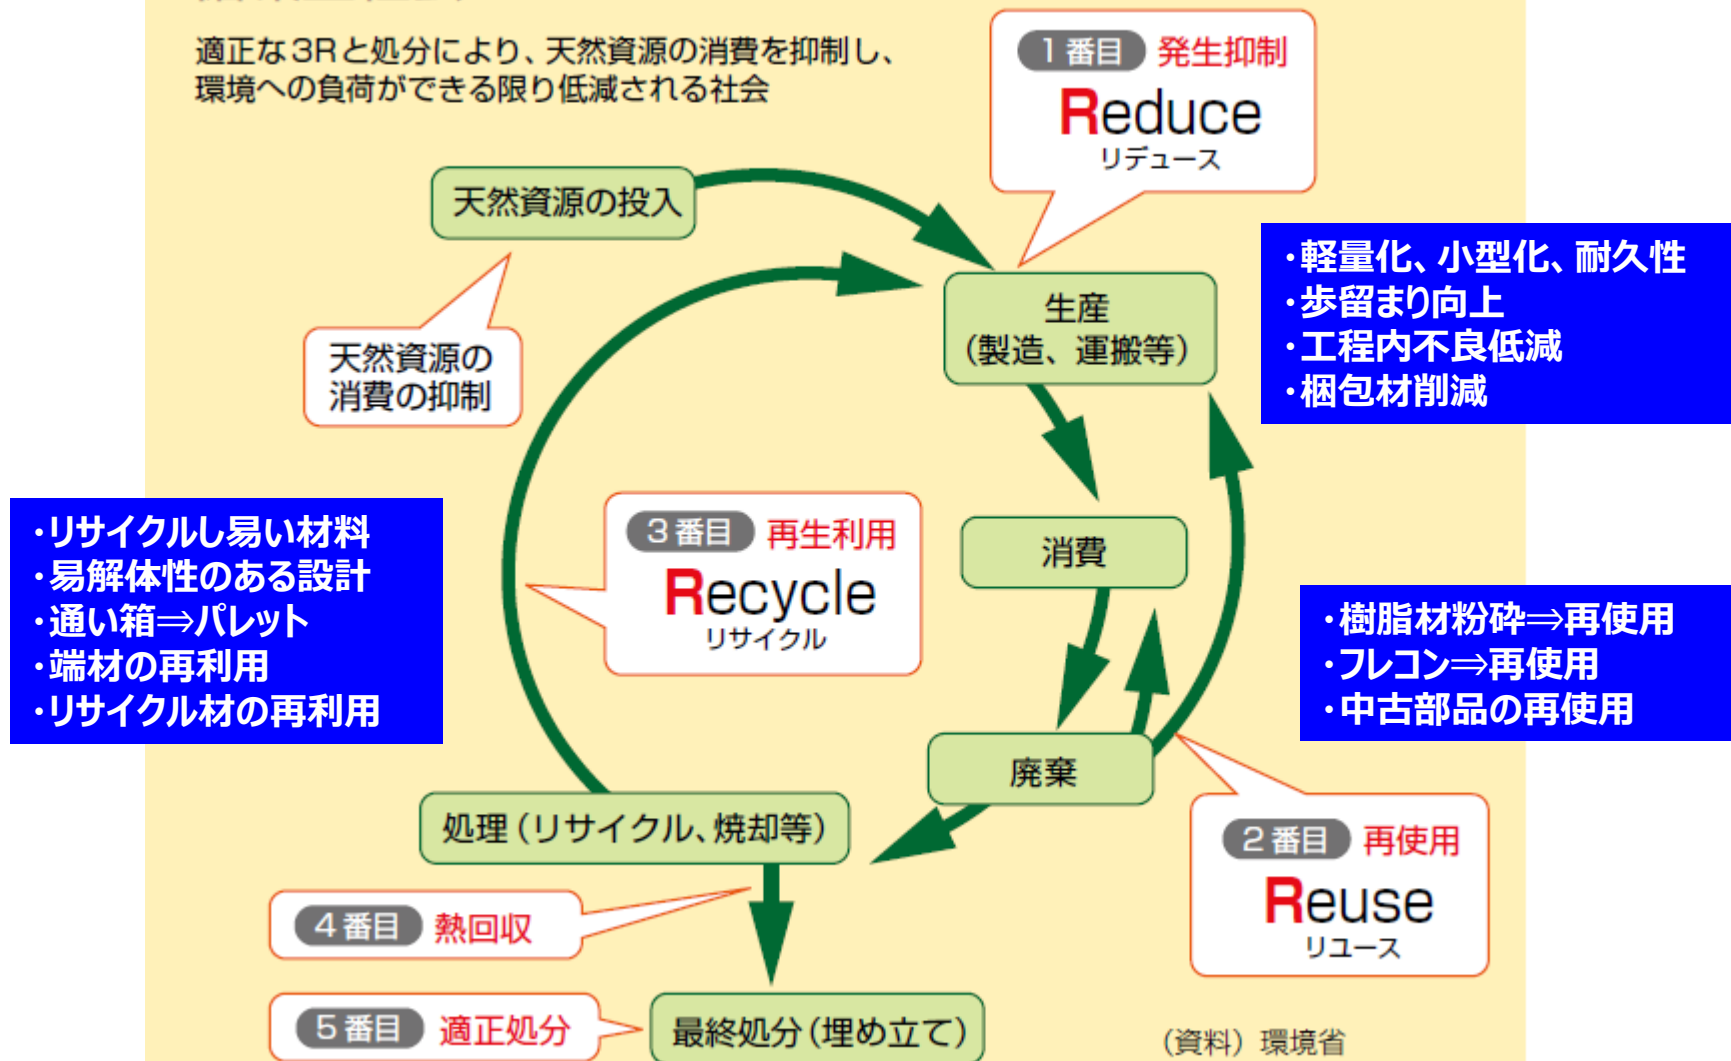 適正な3Rと処分により、天然資源の消費を抑制し、
環境への負荷ができる限り低減される社会
1番目 発生抑制
Reduce
リデュース
天然資源の投入
・軽量化、小型化、耐久性
・歩留まり向上
・工程内不良低減
・梱包材削減
生産
(製造、運搬等)
天然資源の
消費の抑制
3番目 再生利用
Recycle
リサイクル
消費
・リサイクルし易い材料
・易解体性のある設計
・通い箱⇒パレット
・端材の再利用
・リサイクル材の再利用
・樹脂材粉砕⇒再使用
・フレコン⇒再使用
・中古部品の再使用
廃棄
処理(リサイクル、焼却等)
2番目 再使用
Reuse
リユース
4番目 熱回収
5番目 適正処分
最終処分(埋め立て)
(資料)環境省